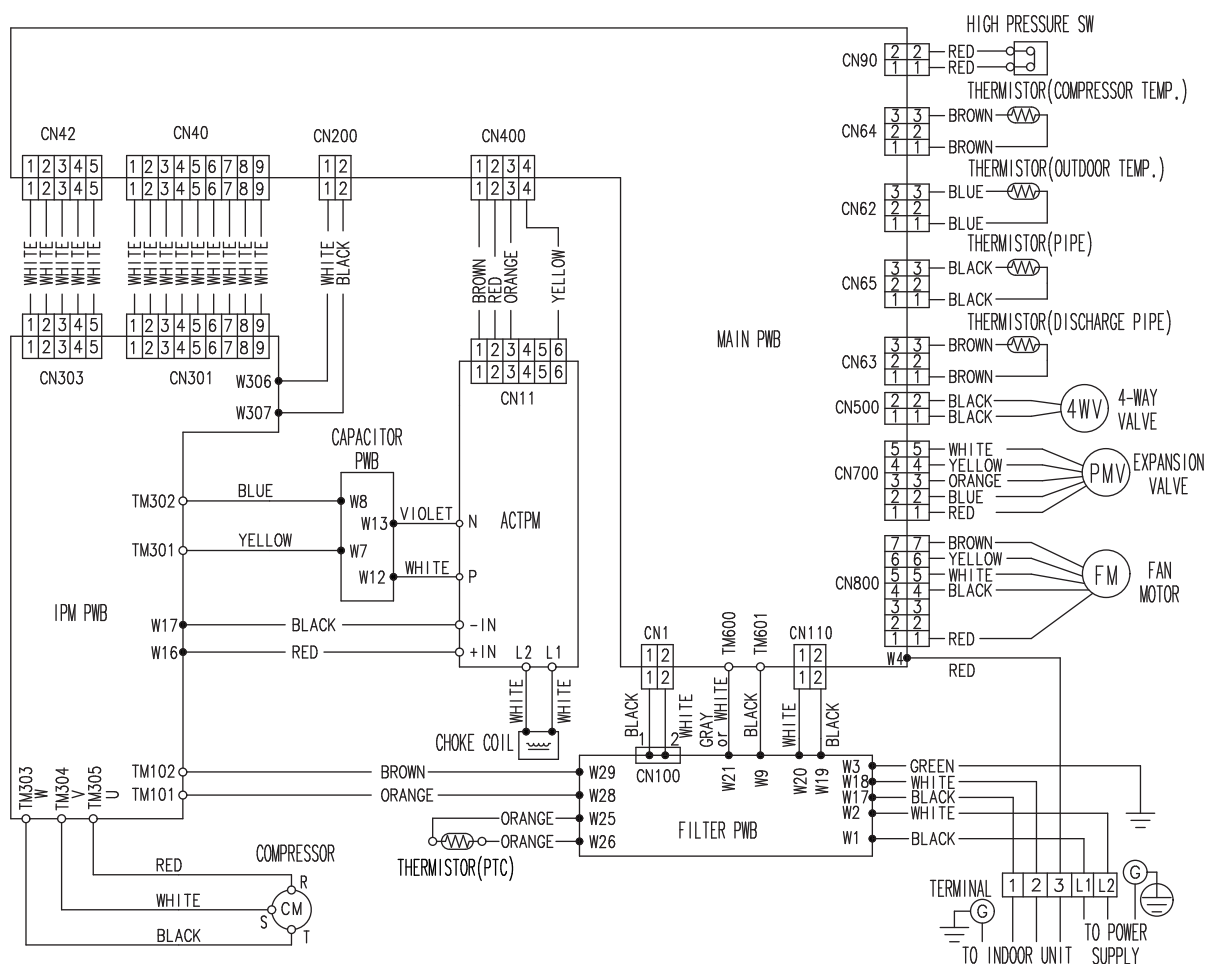 HIGH PRESSURE SW
CN90
2 2 RED
1 1 RED
THERMISTOR(COMPRESSOR TEMP.)
CN64
3 3 BROWN
2 2
1 1 BROWN
THERMISTOR(OUTDOOR TEMP.)
CN62
3 3 BLUE
2 2
1 1 BLUE
THERMISTOR(PIPE)
CN65
3 3 BLACK
2 2
1 1 BLACK
THERMISTOR(DISCHARGE PIPE)
CN63
3 3 BROWN
2 2
1 1 BROWN
CN500
2 2 BLACK
1 1 BLACK
4WV
4-WAY
VALVE
CN700
5 5 WHITE
4 4 YELLOW
3 3 ORANGE
2 2 BLUE
1 1 RED
PMV
EXPANSION
VALVE
CN800
7 7 BROWN
6 6 YELLOW
5 5 WHITE
4 4 BLACK
3 3
2 2
1 1 RED
FM
FAN
MOTOR
W4
RED
MAIN PWB
CN42
1 2 3 4 5
1 2 3 4 5
WHITE WHITE WHITE WHITE WHITE
1 2 3 4 5
1 2 3 4 5
CN303
CN40
1 2 3 4 5 6 7 8 9
1 2 3 4 5 6 7 8 9
WHITE WHITE WHITE WHITE WHITE WHITE WHITE WHITE WHITE
1 2 3 4 5 6 7 8 9
1 2 3 4 5 6 7 8 9
CN301
CN200
1 2
1 2
WHITE BLACK
W306
W307
CN400
1 2 3 4
1 2 3 4
BROWN RED ORANGE YELLOW
1 2 3 4 5 6
1 2 3 4 5 6
CN11
CAPACITOR
PWB
TM302 BLUE W8
W13 VIOLET N
ACTPM
TM301 YELLOW W7
W12 WHITE P
IPM PWB
W17 BLACK -IN
W16 RED +IN
L2 L1
WHITE WHITE
CHOKE COIL
CN1
1 2
1 2
BLACK WHITE
1 2
CN100
TM600
GRAY
or WHITE
W21
TM601
BLACK
W9
CN110
1 2
1 2
WHITE BLACK
W20 W19
TM102 BROWN W29
TM101 ORANGE W28
ORANGE W25
ORANGE W26
THERMISTOR(PTC)
FILTER PWB
W3 GREEN
W18 WHITE
W17 BLACK
W2 WHITE
W1 BLACK
TM303 TM304 TM305
W V U
COMPRESSOR
RED R
WHITE S
CM
BLACK T
TERMINAL
1 2 3 L1 L2
G
G
TO INDOOR UNIT
TO POWER
SUPPLY